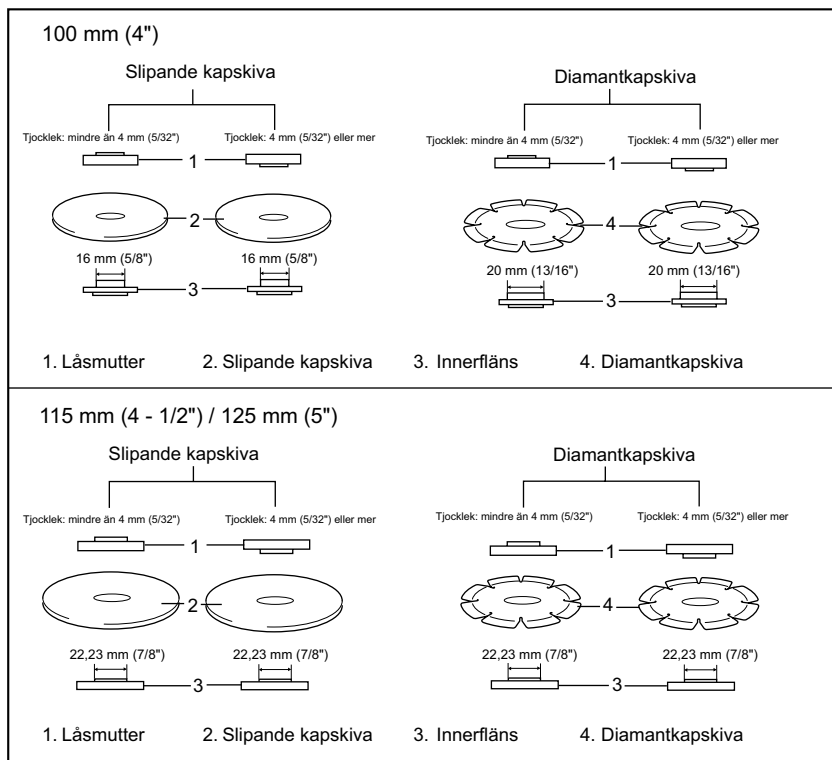 100 mm (4")
Slipande kapskiva
Diamantkapskiva
Tjocklek: mindre än 4 mm (5/32")
Tjocklek: 4 mm (5/32") eller mer
Tjocklek: mindre än 4 mm (5/32")
Tjocklek: 4 mm (5/32") eller mer
1
1
2
4
16 mm (5/8")
16 mm (5/8")
20 mm (13/16")
20 mm (13/16")
3
3
1. Låsmutter
2. Slipande kapskiva
3. Innerfläns
4. Diamantkapskiva
115 mm (4 - 1/2") / 125 mm (5")
Slipande kapskiva
Diamantkapskiva
Tjocklek: mindre än 4 mm (5/32")
Tjocklek: 4 mm (5/32") eller mer
Tjocklek: mindre än 4 mm (5/32")
Tjocklek: 4 mm (5/32") eller mer
1
1
2
4
22,23 mm (7/8")
22,23 mm (7/8")
22,23 mm (7/8")
22,23 mm (7/8")
3
3
1. Låsmutter
2. Slipande kapskiva
3. Innerfläns
4. Diamantkapskiva